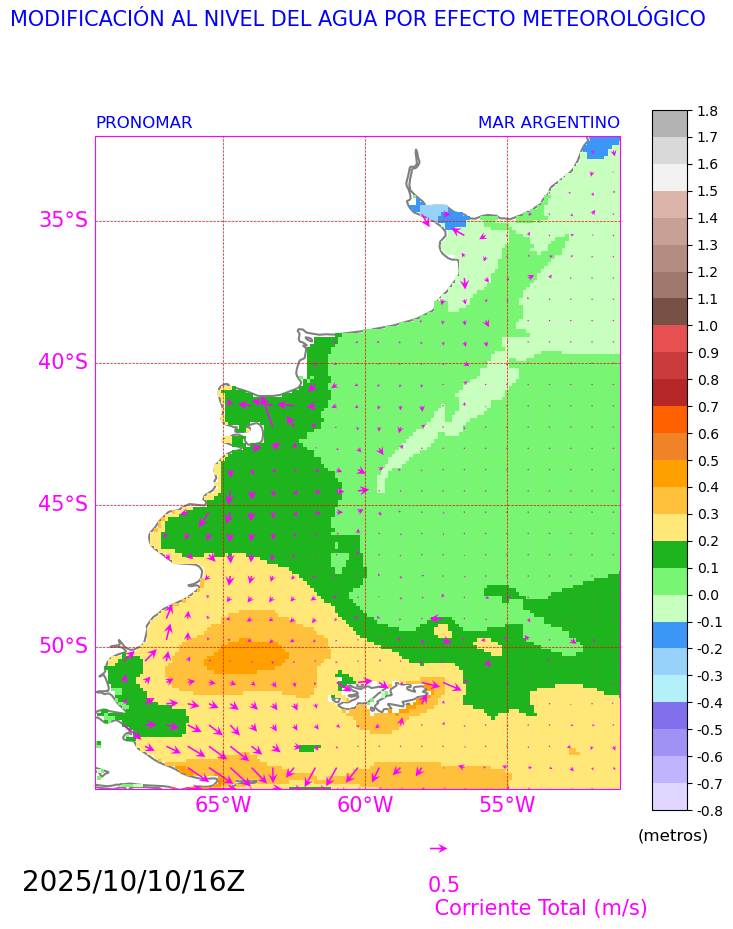 MODIFICACIÓN AL NIVEL DEL AGUA POR EFECTO METEOROLÓGICO
PRONOMAR MAR ARGENTINO
35°S
40°S
45°S
50°S
65°W 60°W 55°W
1.8
1.7
1.6
1.5
1.4
1.3
1.2
1.1
1.0
0.9
0.8
0.7
0.6
0.5
0.4
0.3
0.2
0.1
0.0
-0.1
-0.2
-0.3
-0.4
-0.5
-0.6
-0.7
-0.8
(metros)
2025/10/10/16Z
0.5
Corriente Total (m/s)